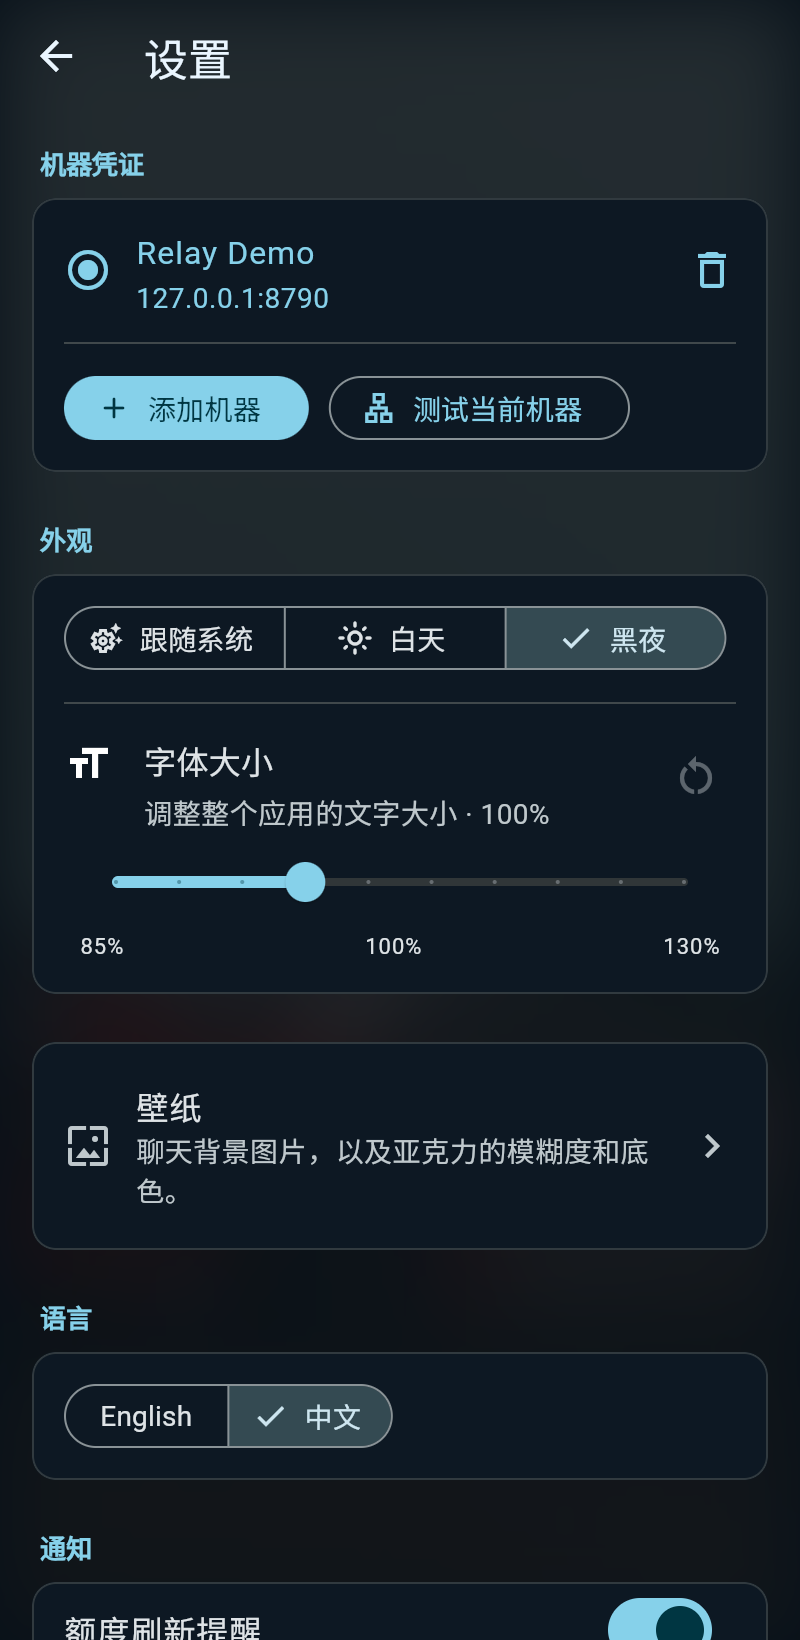 设置
机器凭证
Relay Demo
127.0.0.1:8790
添加机器
测试当前机器
外观
跟随系统
白天
黑夜
字体大小
调整整个应用的文字大小 · 100%
85%
100%
130%
壁纸
聊天背景图片，以及亚克力的模糊度和底
色。
语言
English
中文
通知
额度刷新提醒